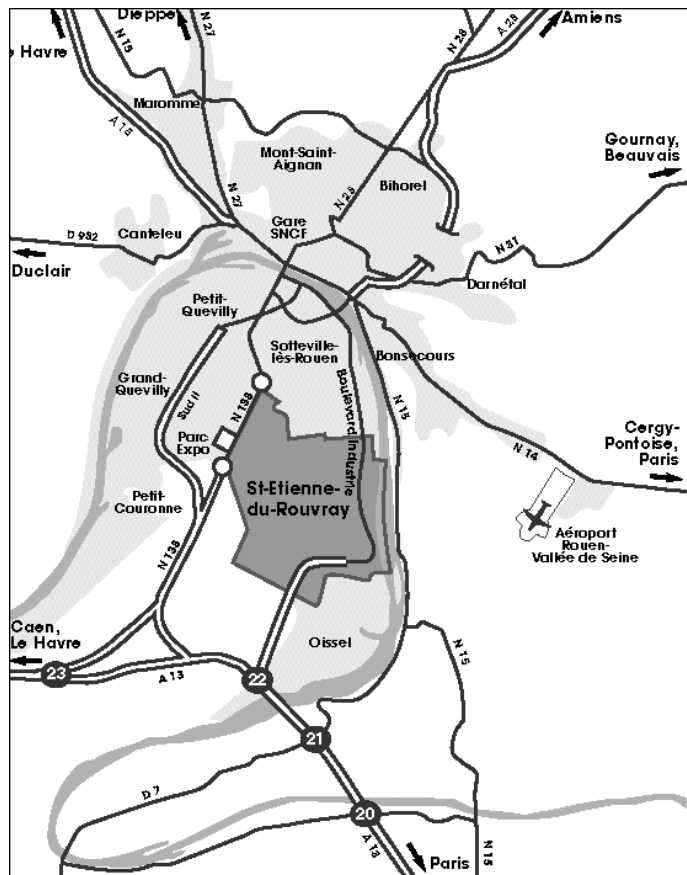 Dieppe
Amiens
e Havre
N 15
N 27
N 28
A 28
Maromme
A 15
Mont-Saint-
Aignan
Gournay,
Beauvais
Bihorel
N 27
N 28
Gare
SNCF
D 982
Canteleu
N 31
Duclair
Darnétal
Petit-
Quevilly
Sotteville-
lès-Rouen
Bonsecours
Grand-
Quevilly
Sud III
N 138
Boulevard Industrie
N 15
Parc
Expo
N 14
Cergy-
Pontoise,
Paris
St-Etienne-
du-Rouvray
Petit-
Couronne
N 138
Aéroport
Rouen-
Vallée de Seine
Caen,
Le Havre
Oissel
N 15
23
A 13
22
21
D 7
20
A 13
Paris
N 15